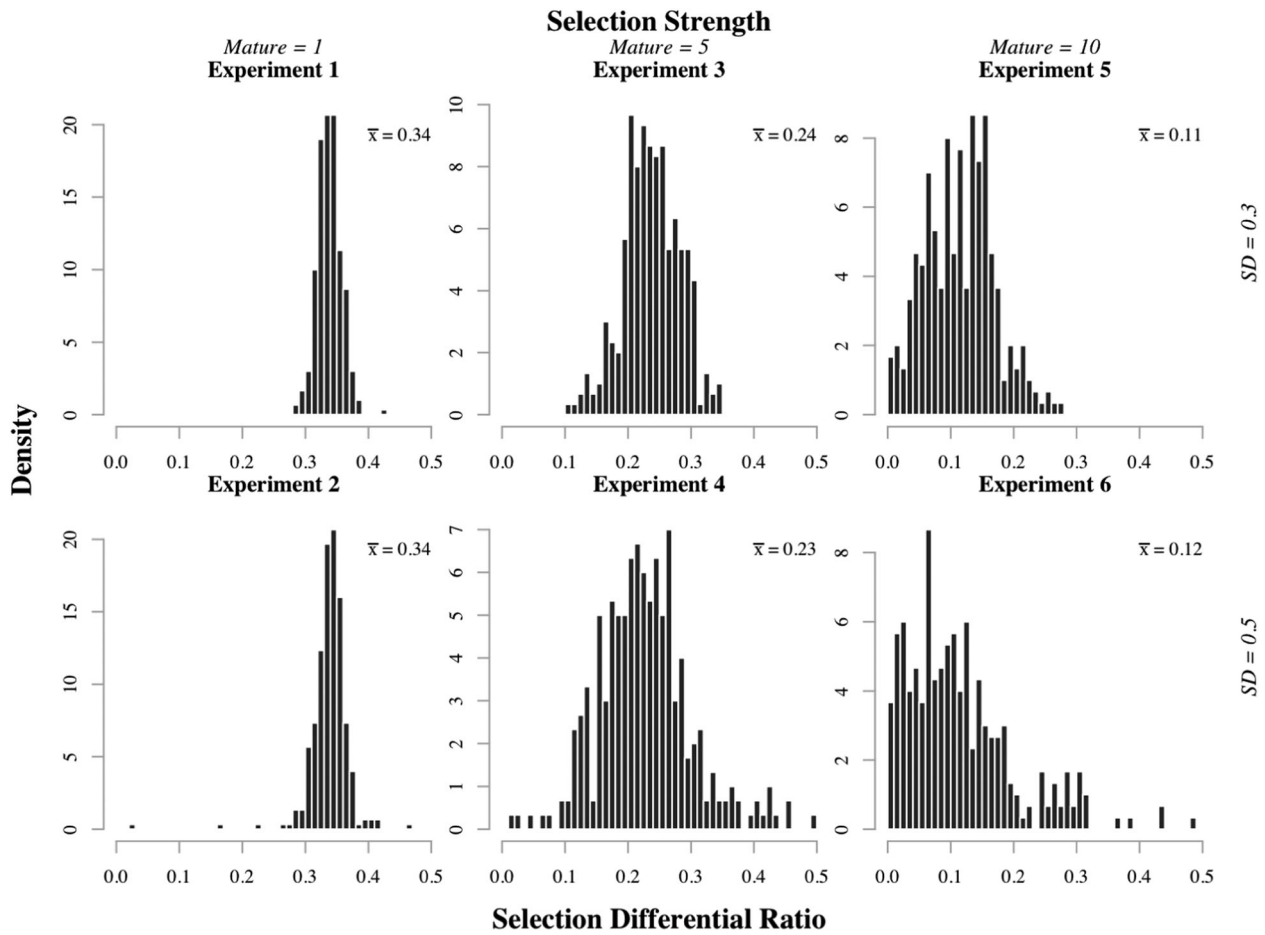 Selection Strength
Mature = 1
Experiment 1
Mature = 5
Experiment 3
Mature = 10
Experiment 5
x̅ = 0.34
x̅ = 0.24
x̅ = 0.11
20
15
10
5
0
10
8
6
4
2
0
8
6
4
2
0
SD = 0.3
0.0 0.1 0.2 0.3 0.4 0.5
0.0 0.1 0.2 0.3 0.4 0.5
0.0 0.1 0.2 0.3 0.4 0.5
Density
Experiment 2
Experiment 4
Experiment 6
x̅ = 0.34
x̅ = 0.23
x̅ = 0.12
20
15
10
5
0
7
6
5
4
3
2
1
0
8
6
4
2
0
SD = 0.5
0.0 0.1 0.2 0.3 0.4 0.5
0.0 0.1 0.2 0.3 0.4 0.5
0.0 0.1 0.2 0.3 0.4 0.5
Selection Differential Ratio